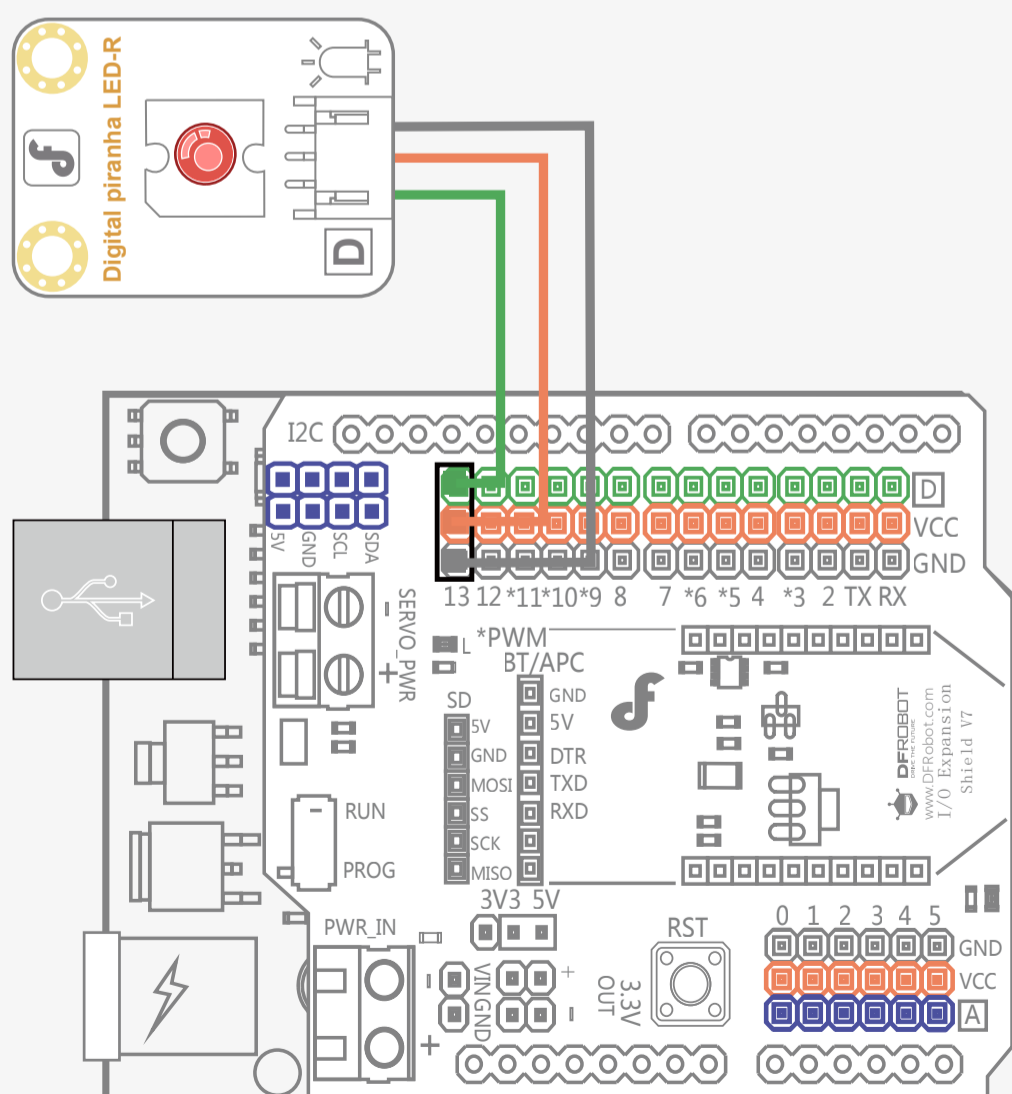 Digital piranha LED-R
D
I2C
D
VCC
GND
5V
GND
SCL
SDA
13 12 *11 *10 *9 8 7 *6 *5 4 *3 2 TX RX
SERVO_PWR
-
+
L
*PWM
BT/APC
GND
5V
DTR
TXD
RXD
SD
5V
GND
MOSI
SS
SCK
MISO
RUN
PROG
DFROBOT
DRIVE THE FUTURE
www.DFRobot.com
I/O Expansion
Shield V7
3V3 5V
PWR_IN
-
+
VIN
GND
+
-
3.3V
OUT
RST
0 1 2 3 4 5
GND
VCC
A